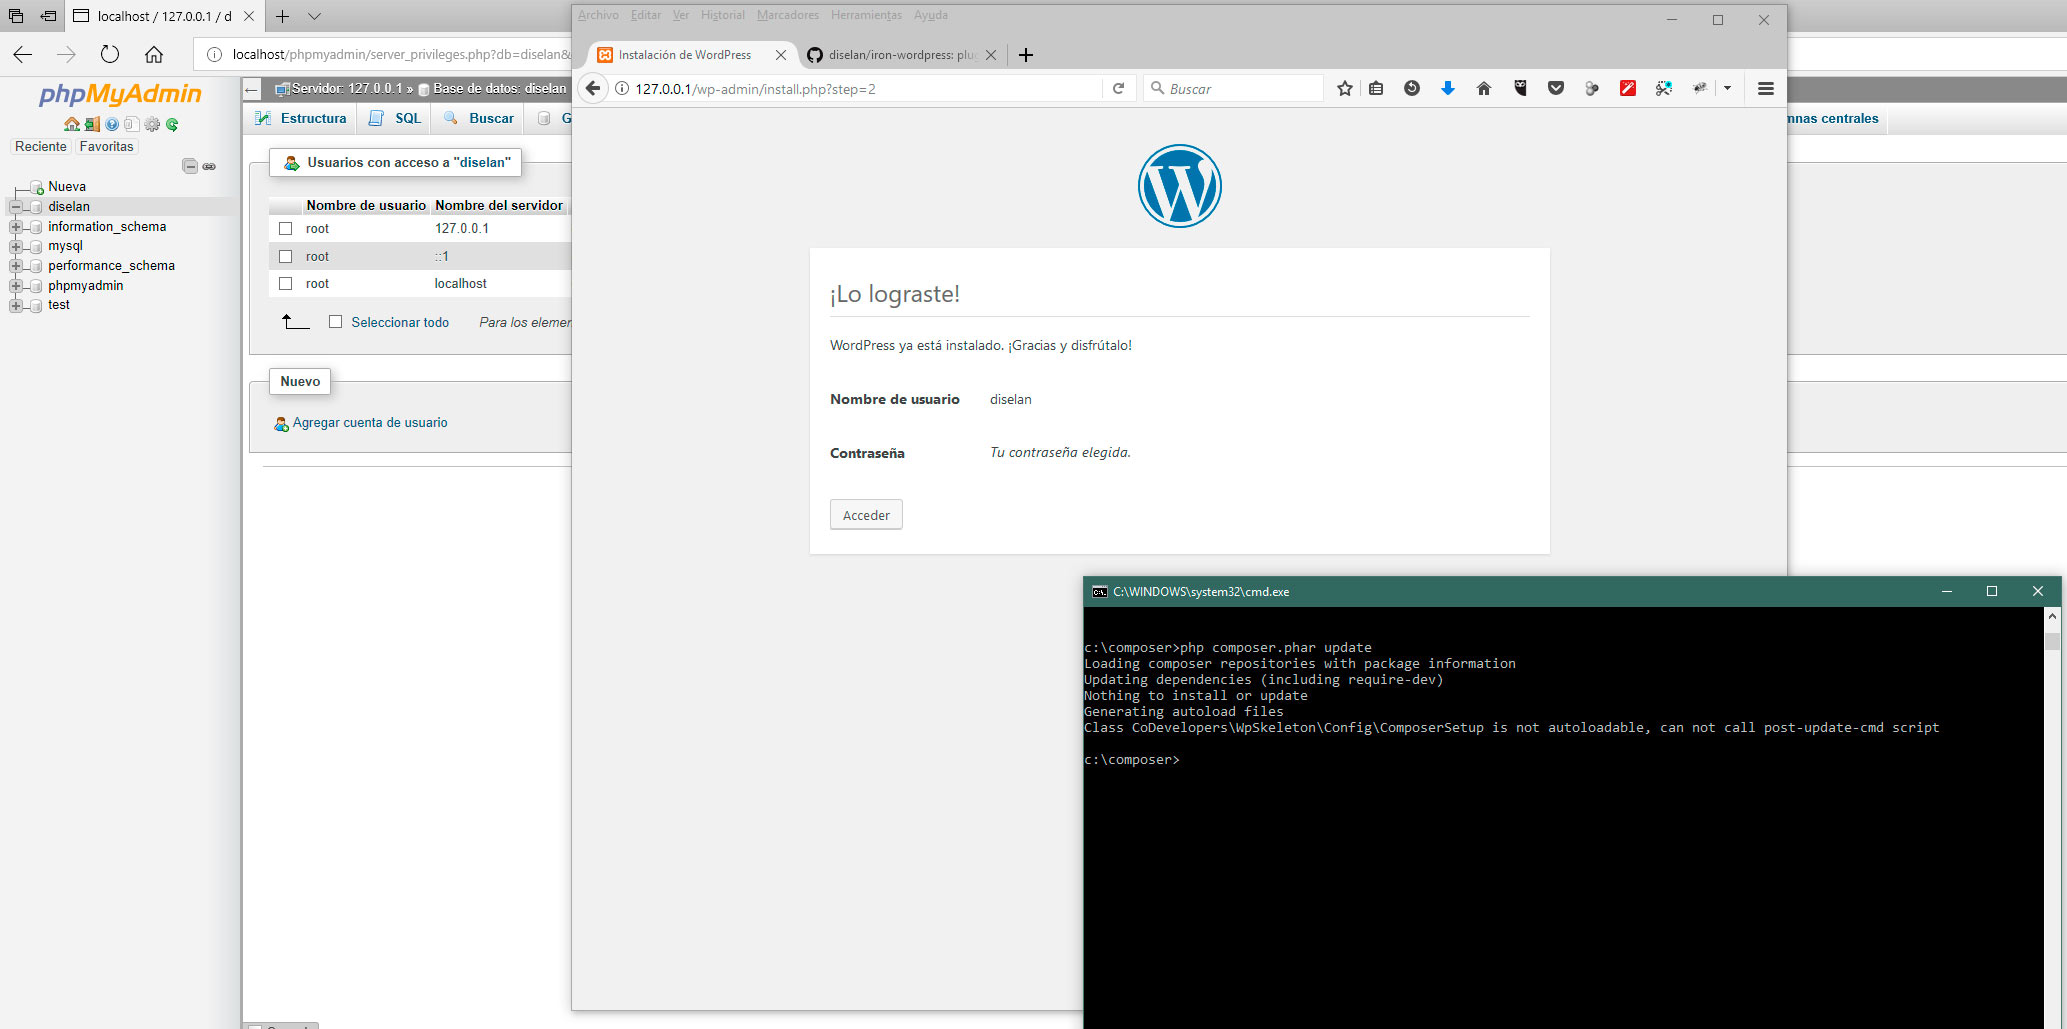 localhost / 127.0.0.1 / d
localhost/phpmyadmin/server_privileges.php?db=diselan&
phpMyAdmin
Reciente
Favoritas
Nueva
diselan
information_schema
mysql
performance_schema
phpmyadmin
test
Servidor: 127.0.0.1 » Base de datos: diselan
Estructura
SQL
Buscar
G
mnas centrales
Usuarios con acceso a "diselan"
Nombre de usuario Nombre del servidor
root 127.0.0.1
root ::1
root localhost
Seleccionar todo
Para los elemen
Nuevo
Agregar cuenta de usuario
Archivo Editar Ver Historial Marcadores Herramientas Ayuda
Instalación de WordPress
diselan/iron-wordpress: plug
127.0.0.1/wp-admin/install.php?step=2
Buscar
¡Lo lograste!
WordPress ya está instalado. ¡Gracias y disfrútalo!
Nombre de usuario diselan
Contraseña Tu contraseña elegida.
Acceder
C:\WINDOWS\system32\cmd.exe
c:\composer>php composer.phar update
Loading composer repositories with package information
Updating dependencies (including require-dev)
Nothing to install or update
Generating autoload files
Class CoDevelopers\WpSkeleton\Config\ComposerSetup is not autoloadable, can not call post-update-cmd script
c:\composer>